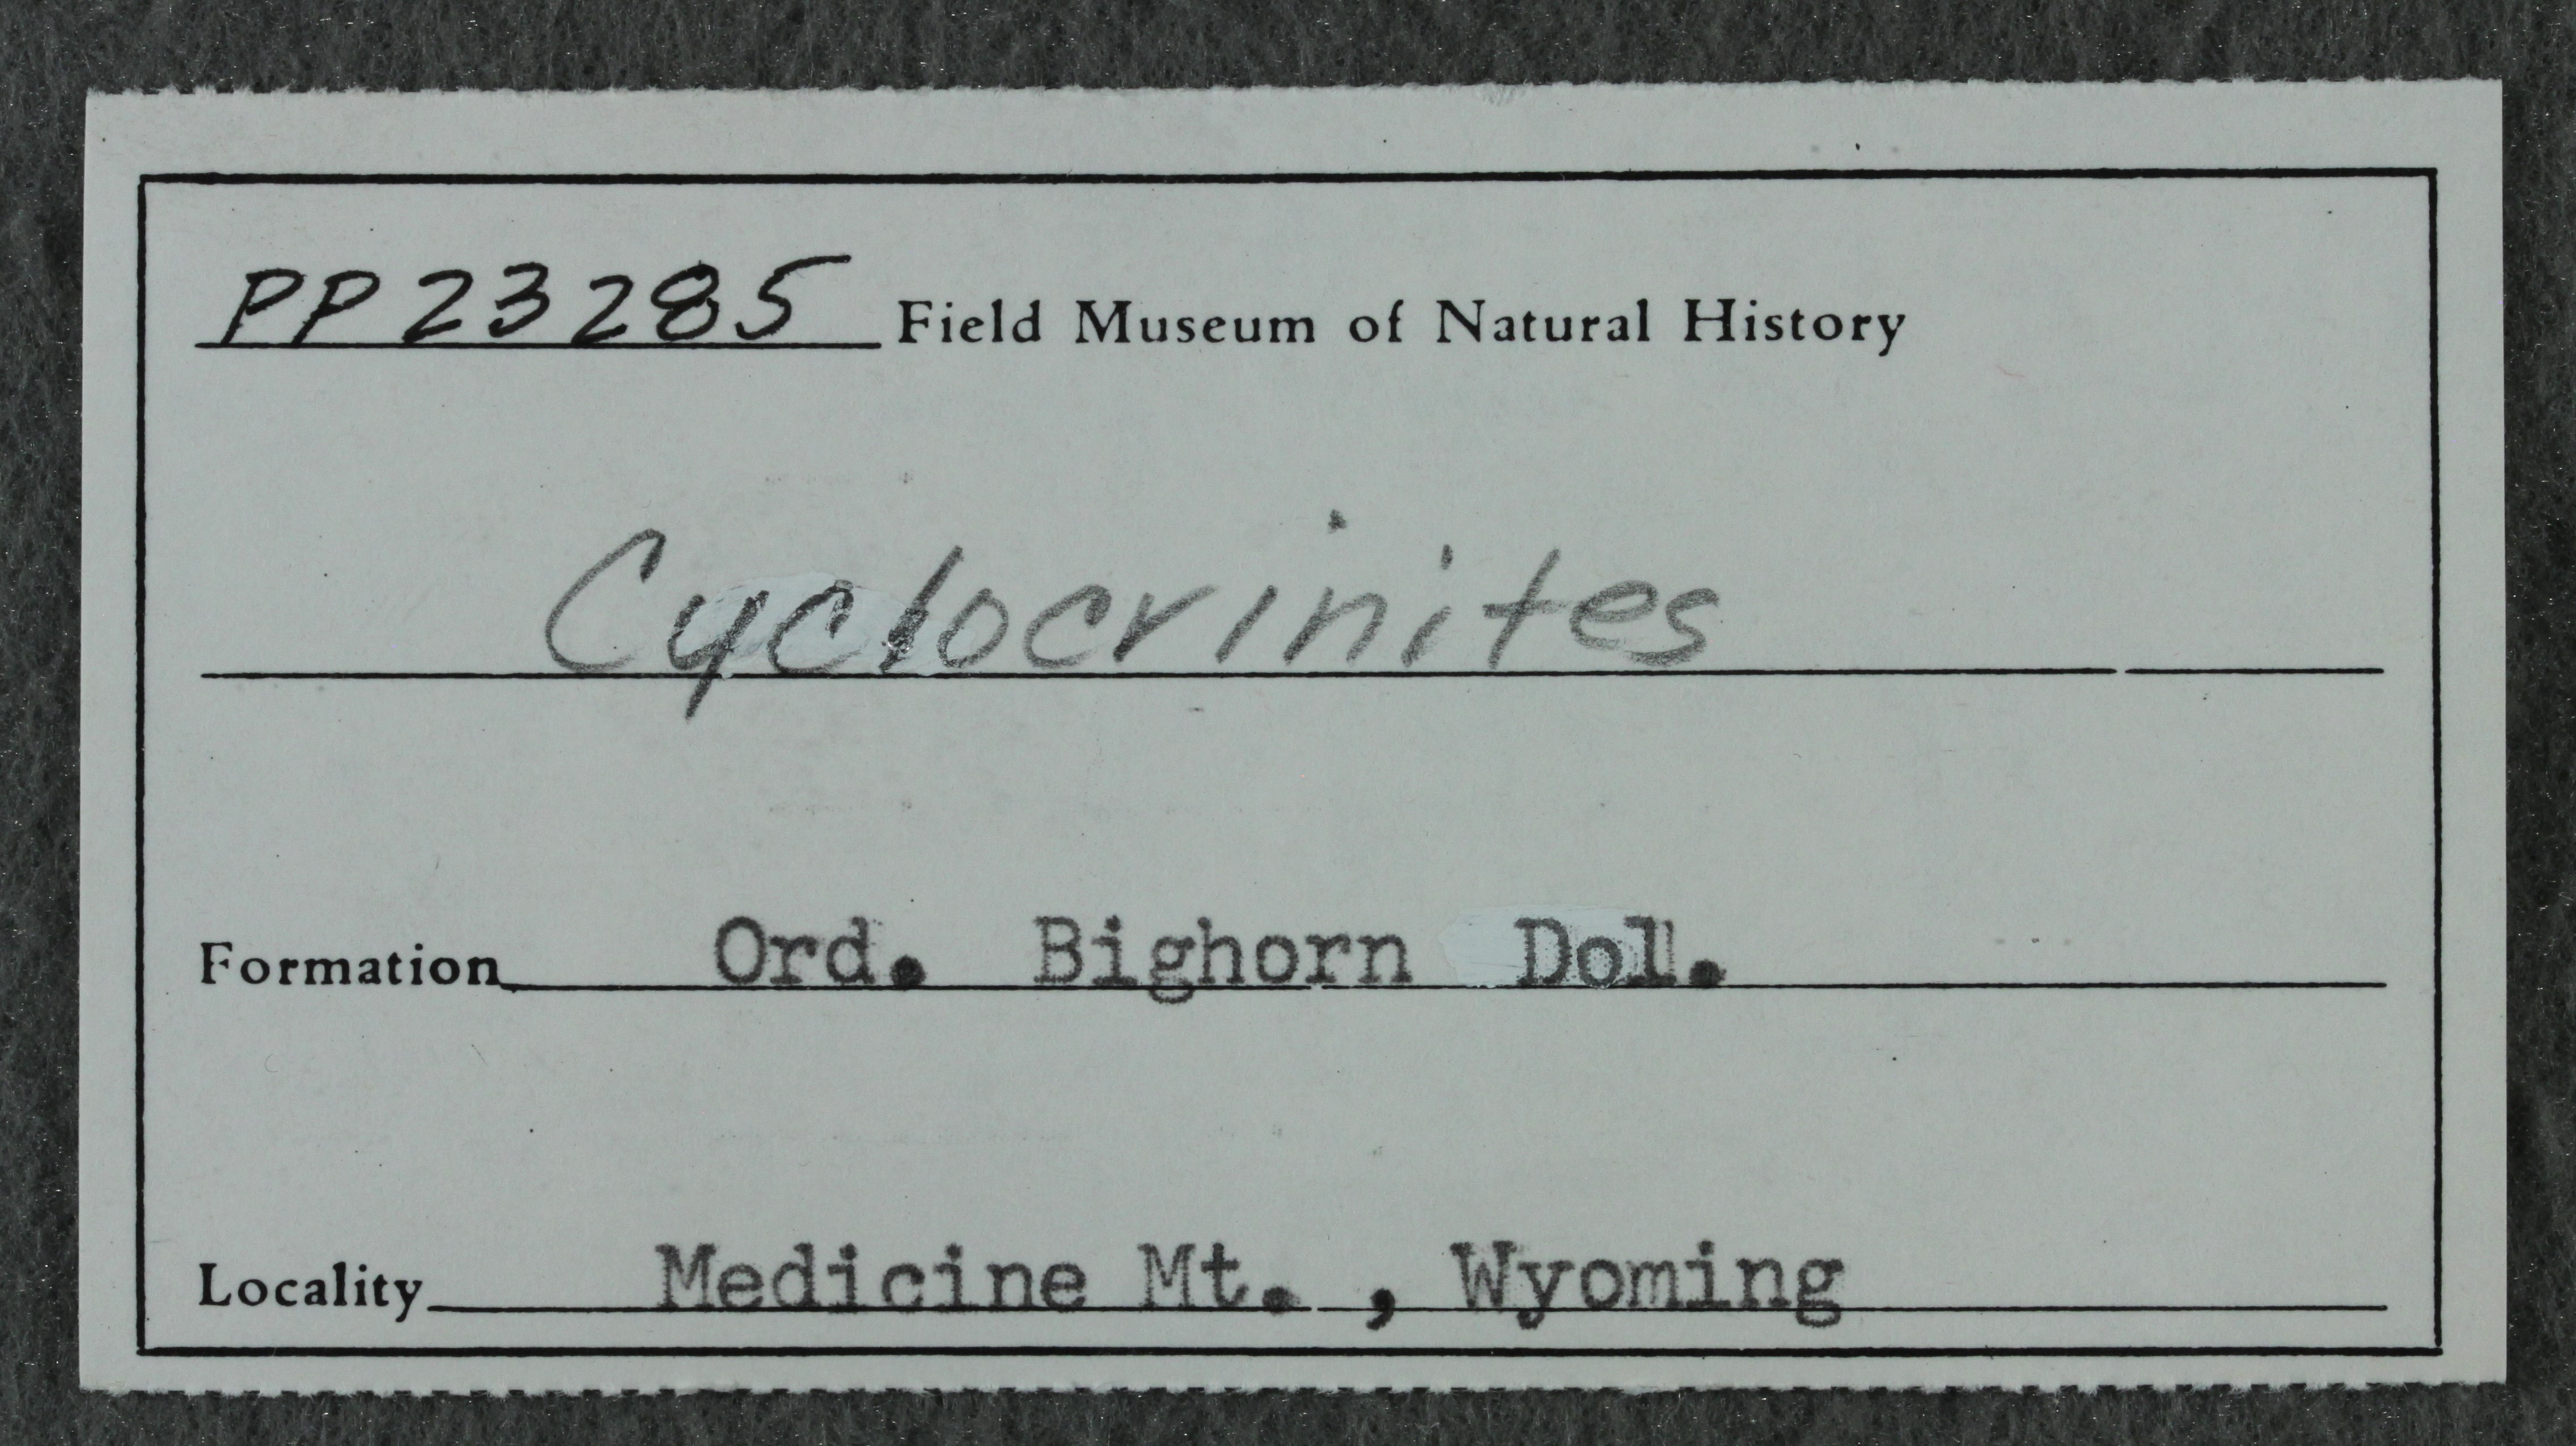 PP23285 Field Museum of Natural History
Cyclocrinites
Formation Ord. Bighorn Dol.
Locality Medicine Mt., Wyoming